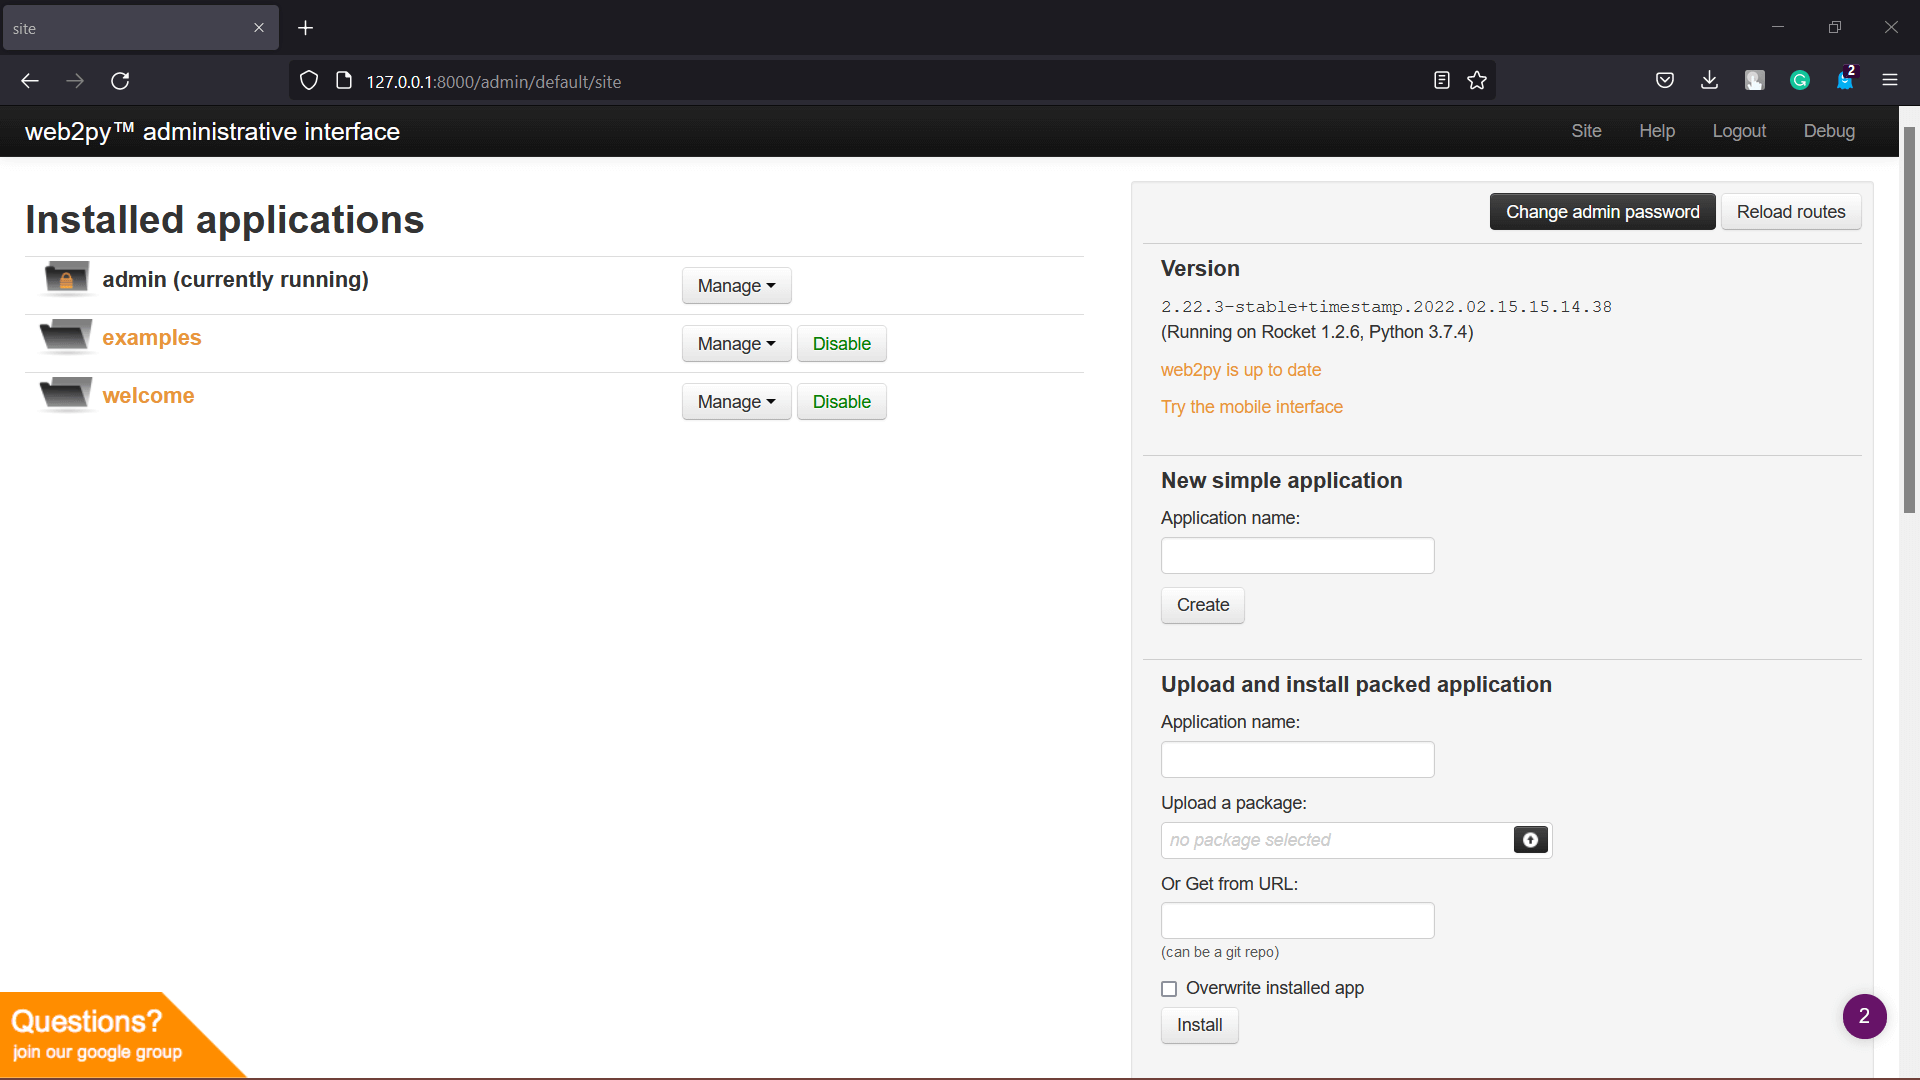 site
127.0.0.1:8000/admin/default/site
2
web2py™ administrative interface
Site Help Logout Debug
Installed applications
admin (currently running)
Manage
examples
Manage Disable
welcome
Manage Disable
Change admin password Reload routes
Version
2.22.3-stable+timestamp.2022.02.15.15.14.38
(Running on Rocket 1.2.6, Python 3.7.4)
web2py is up to date
Try the mobile interface
New simple application
Application name:
Create
Upload and install packed application
Application name:
Upload a package:
no package selected
Or Get from URL:
(can be a git repo)
Overwrite installed app
Install
Questions?
join our google group
2